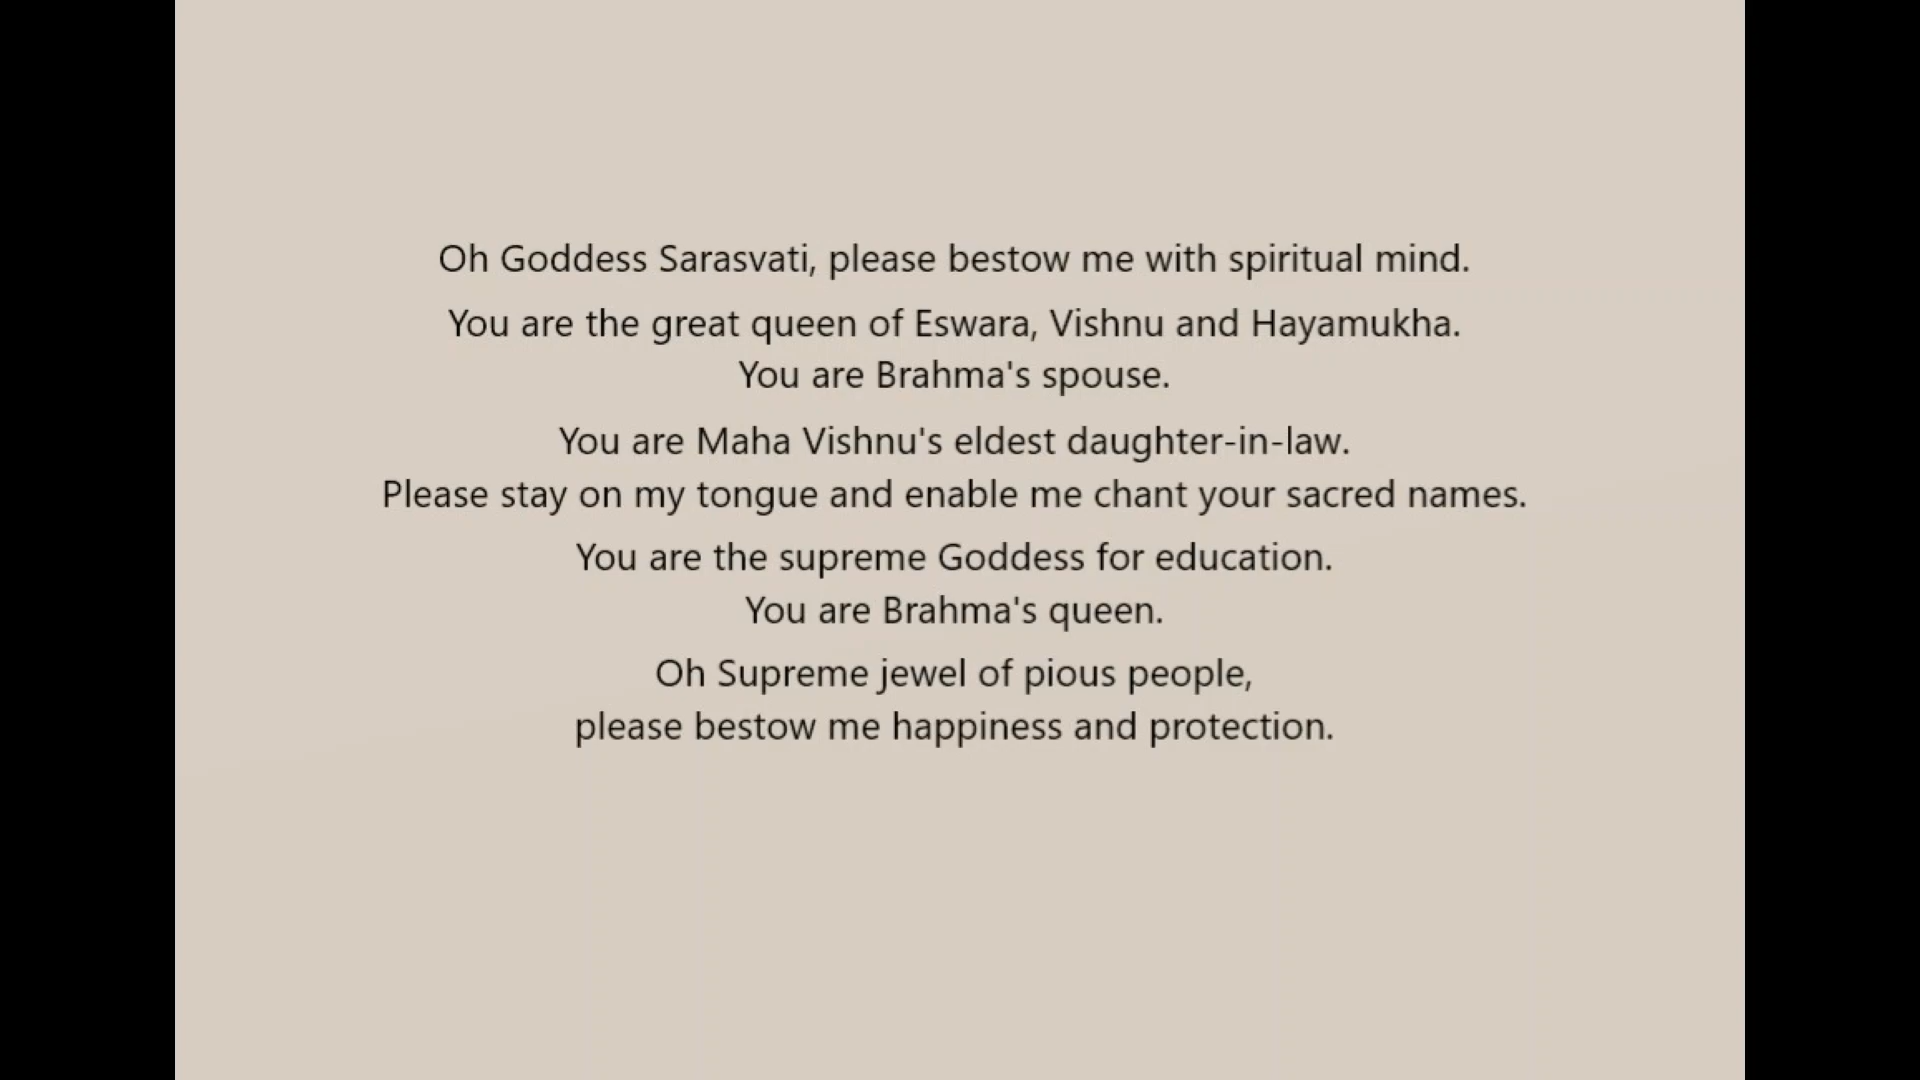 Oh Goddess Sarasvati, please bestow me with spiritual mind.
You are the great queen of Eswara, Vishnu and Hayamukha.
You are Brahma's spouse.
You are Maha Vishnu's eldest daughter-in-law.
Please stay on my tongue and enable me chant your sacred names.
You are the supreme Goddess for education.
You are Brahma's queen.
Oh Supreme jewel of pious people,
please bestow me happiness and protection.